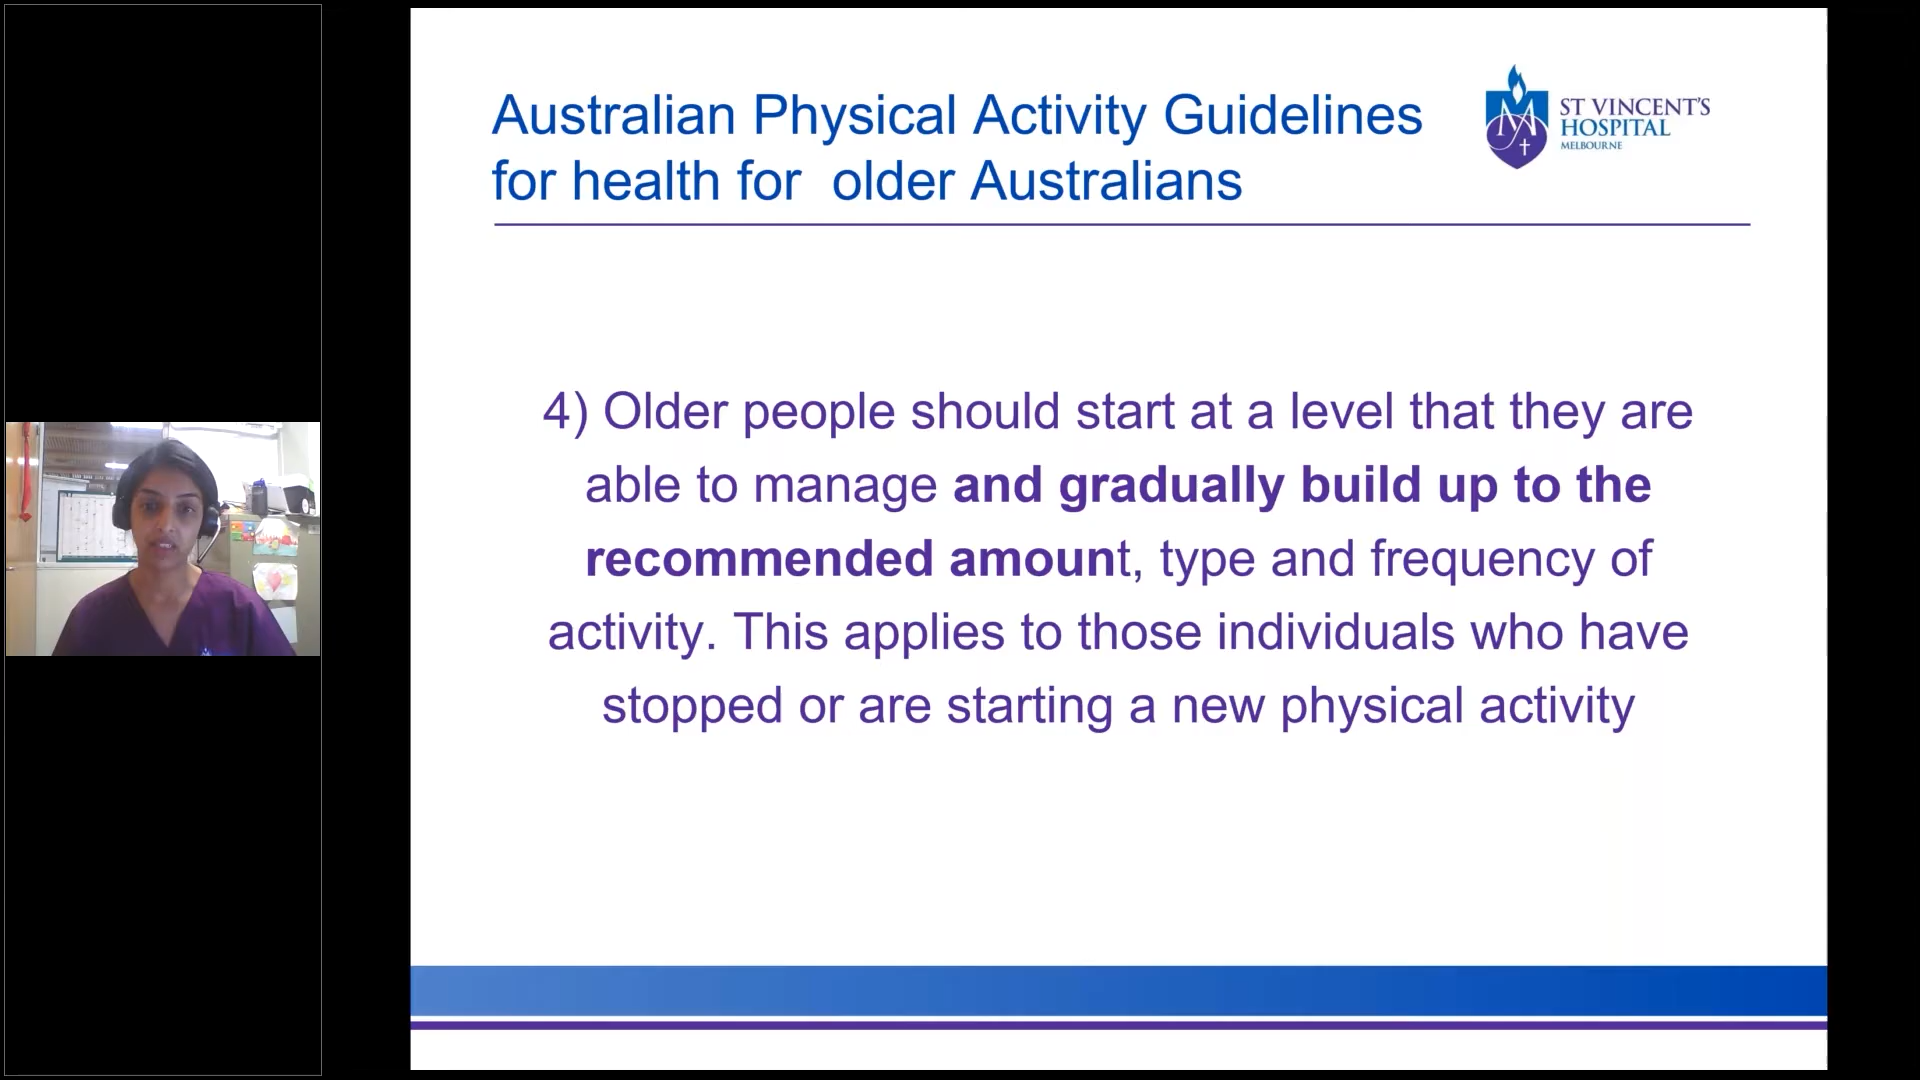 Australian Physical Activity Guidelines
for health for  older Australians
ST VINCENT'S
HOSPITAL
MELBOURNE
4) Older people should start at a level that they are
able to manage and gradually build up to the
recommended amount, type and frequency of
activity. This applies to those individuals who have
stopped or are starting a new physical activity